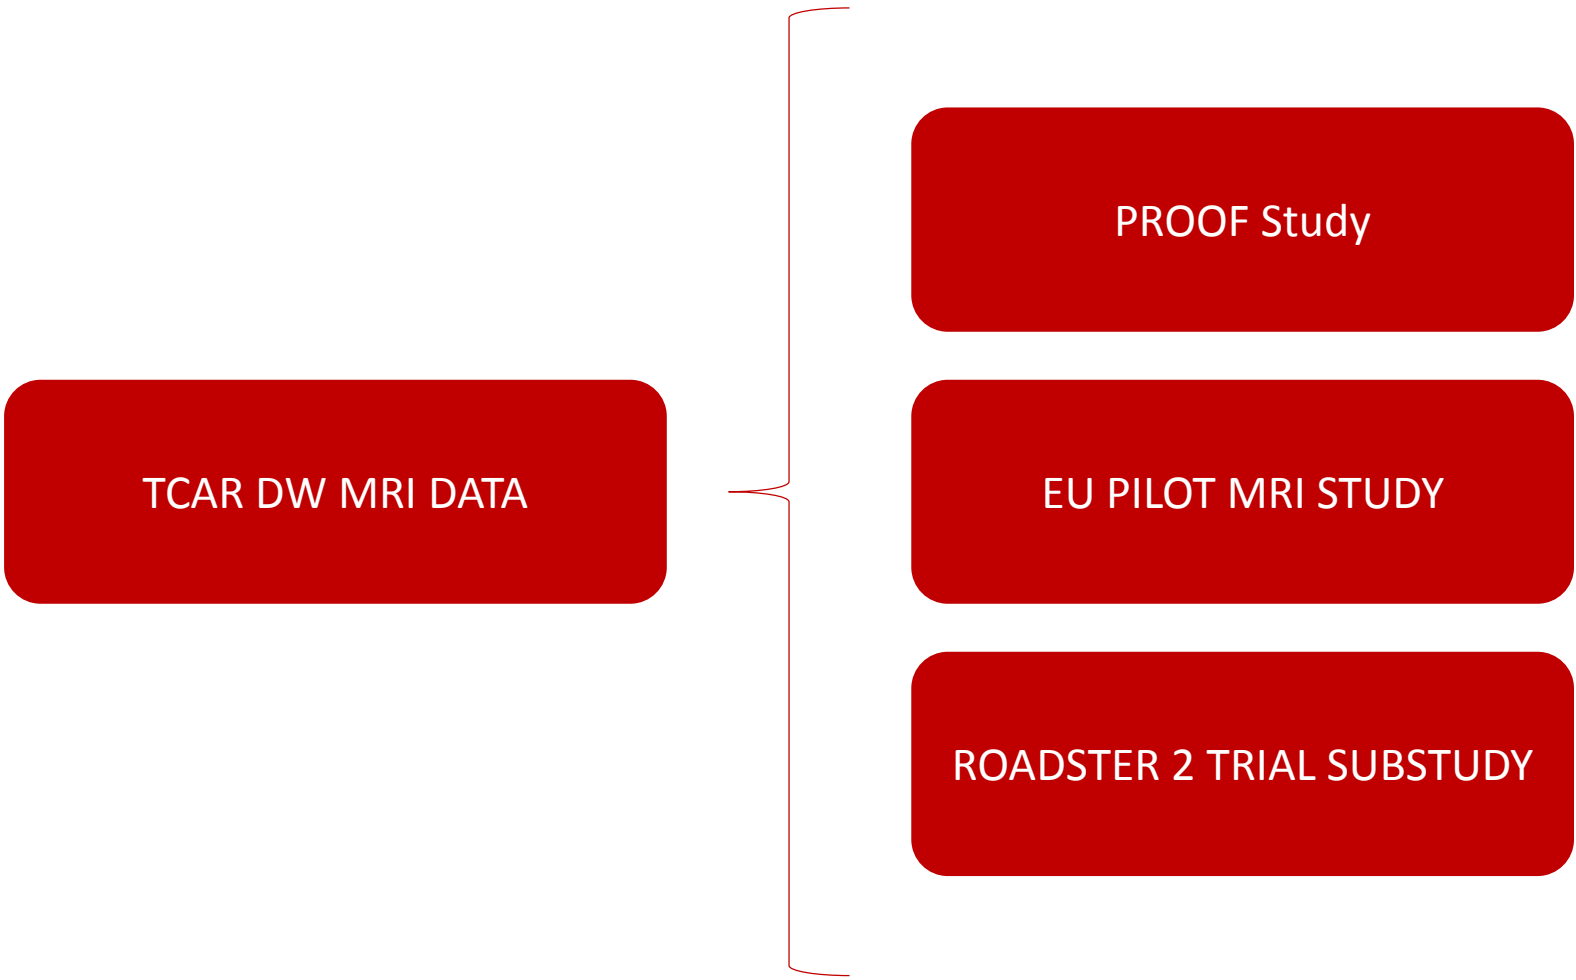 TCAR DW MRI DATA
PROOF Study
EU PILOT MRI STUDY
ROADSTER 2 TRIAL SUBSTUDY